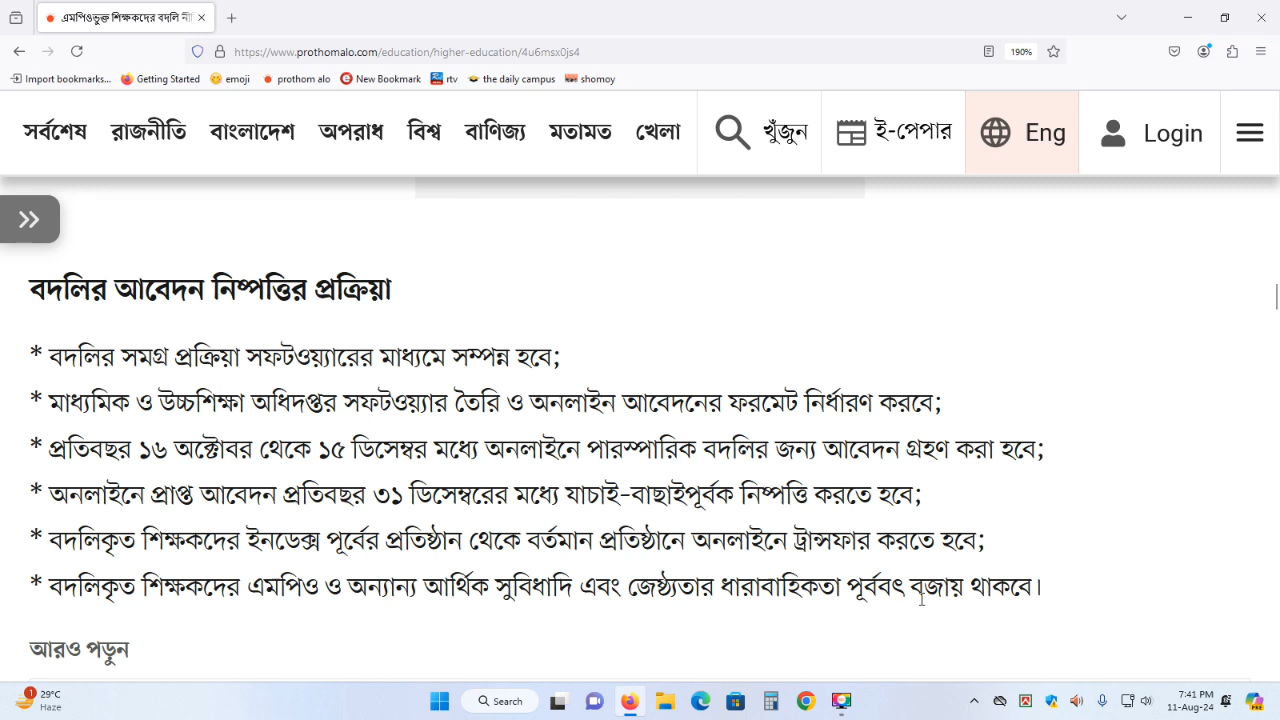 এমপিওভুক্ত শিক্ষকদের বদলি নী
https://www.prothomalo.com/education/higher-education/4u6msx0js4
190%
Import bookmarks... Getting Started emoji prothom alo New Bookmark rtv the daily campus shomoy
সর্বশেষ রাজনীতি বাংলাদেশ অপরাধ বিশ্ব বাণিজ্য মতামত খেলা খুঁজুন ই-পেপার Eng Login
বদলির আবেদন নিষ্পত্তির প্রক্রিয়া
* বদলির সমগ্র প্রক্রিয়া সফটওয়্যারের মাধ্যমে সম্পন্ন হবে;
* মাধ্যমিক ও উচ্চশিক্ষা অধিদপ্তর সফটওয়্যার তৈরি ও অনলাইন আবেদনের ফরমেট নির্ধারণ করবে;
* প্রতিবছর ১৬ অক্টোবর থেকে ১৫ ডিসেম্বর মধ্যে অনলাইনে পারস্পারিক বদলির জন্য আবেদন গ্রহণ করা হবে;
* অনলাইনে প্রাপ্ত আবেদন প্রতিবছর ৩১ ডিসেম্বরের মধ্যে যাচাই-বাছাইপূর্বক নিষ্পত্তি করতে হবে;
* বদলিকৃত শিক্ষকদের ইনডেক্স পূর্বের প্রতিষ্ঠান থেকে বর্তমান প্রতিষ্ঠানে অনলাইনে ট্রান্সফার করতে হবে;
* বদলিকৃত শিক্ষকদের এমপিও ও অন্যান্য আর্থিক সুবিধাদি এবং জেষ্ঠ্যতার ধারাবাহিকতা পূর্ববৎ বজায় থাকবে।
আরও পড়ুন
1 29°C
Haze
Search
7:41 PM
11-Aug-24